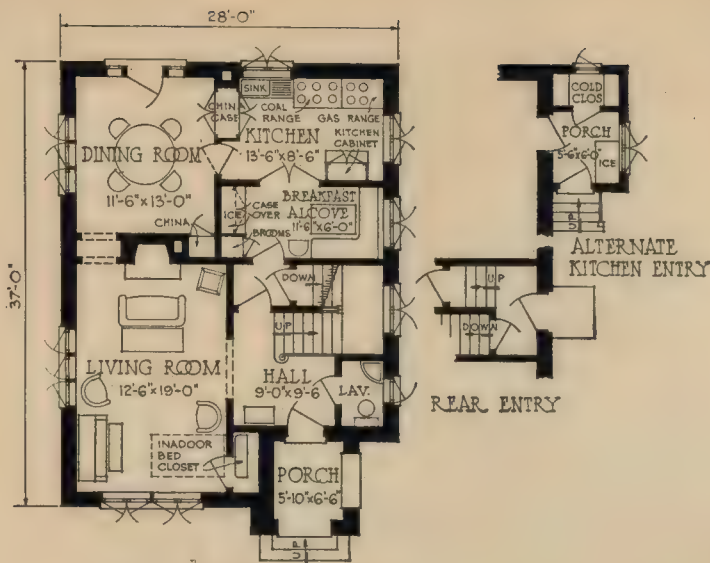 28'-0"
37'-0"
DINING ROOM
11'-6"x13'-0"
CHINA CASE
SINK
COAL RANGE
GAS RANGE
KITCHEN
13'-6"x8'-6"
KITCHEN CABINET
CHINA
ICE
CASE OVER
BROOMS
BREAKFAST
ALCOVE
11'-6"x6'-0"
DOWN
UP
LIVING ROOM
12'-6"x19'-0"
HALL
9'-0"x9'-6
LAV.
INADOOR
BED
CLOSET
PORCH
5'-10"x6'-6"
UP
COLD
CLOS
PORCH
5'-6"x6'-0"
ICE
UP
ALTERNATE
KITCHEN ENTRY
UP
DOWN
REAR ENTRY